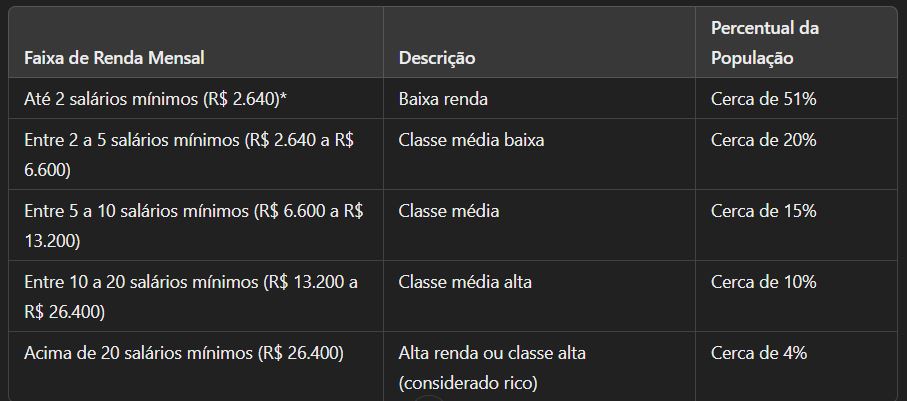 Faixa de Renda Mensal Descrição Percentual da
População
Até 2 salários mínimos (R$ 2.640)* Baixa renda Cerca de 51%
Entre 2 a 5 salários mínimos (R$ 2.640 a R$ Classe média baixa Cerca de 20%
6.600)
Entre 5 a 10 salários mínimos (R$ 6.600 a R$ Classe média Cerca de 15%
13.200)
Entre 10 a 20 salários mínimos (R$ 13.200 a Classe média alta Cerca de 10%
R$ 26.400)
Acima de 20 salários mínimos (R$ 26.400) Alta renda ou classe alta Cerca de 4%
(considerado rico)